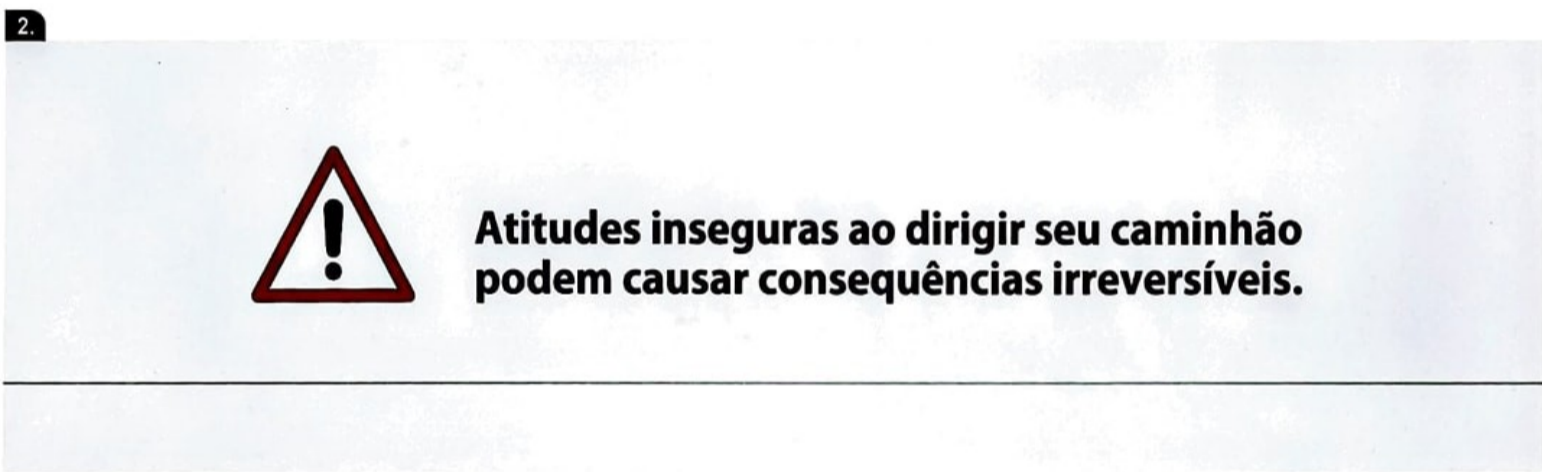 2.
Atitudes inseguras ao dirigir seu caminhão
podem causar consequências irreversíveis.